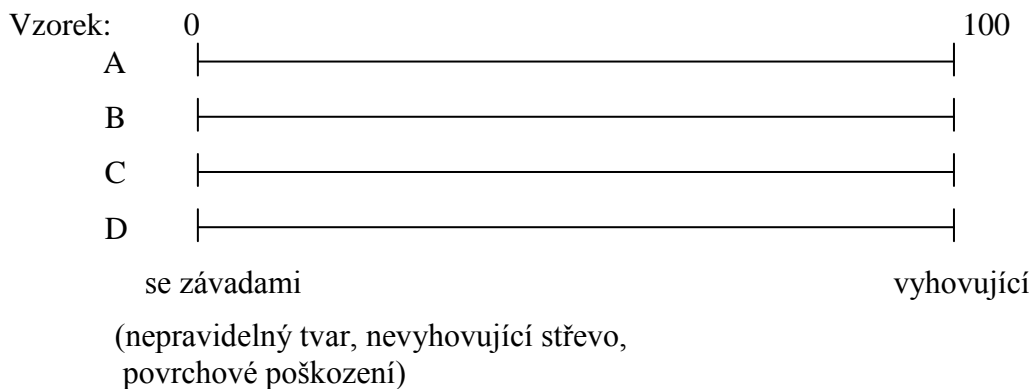 Vzorek: 0 100
A
B
C
D
se závadami vyhovující
(nepravidelný tvar, nevyhovující střevo,
povrchové poškození)